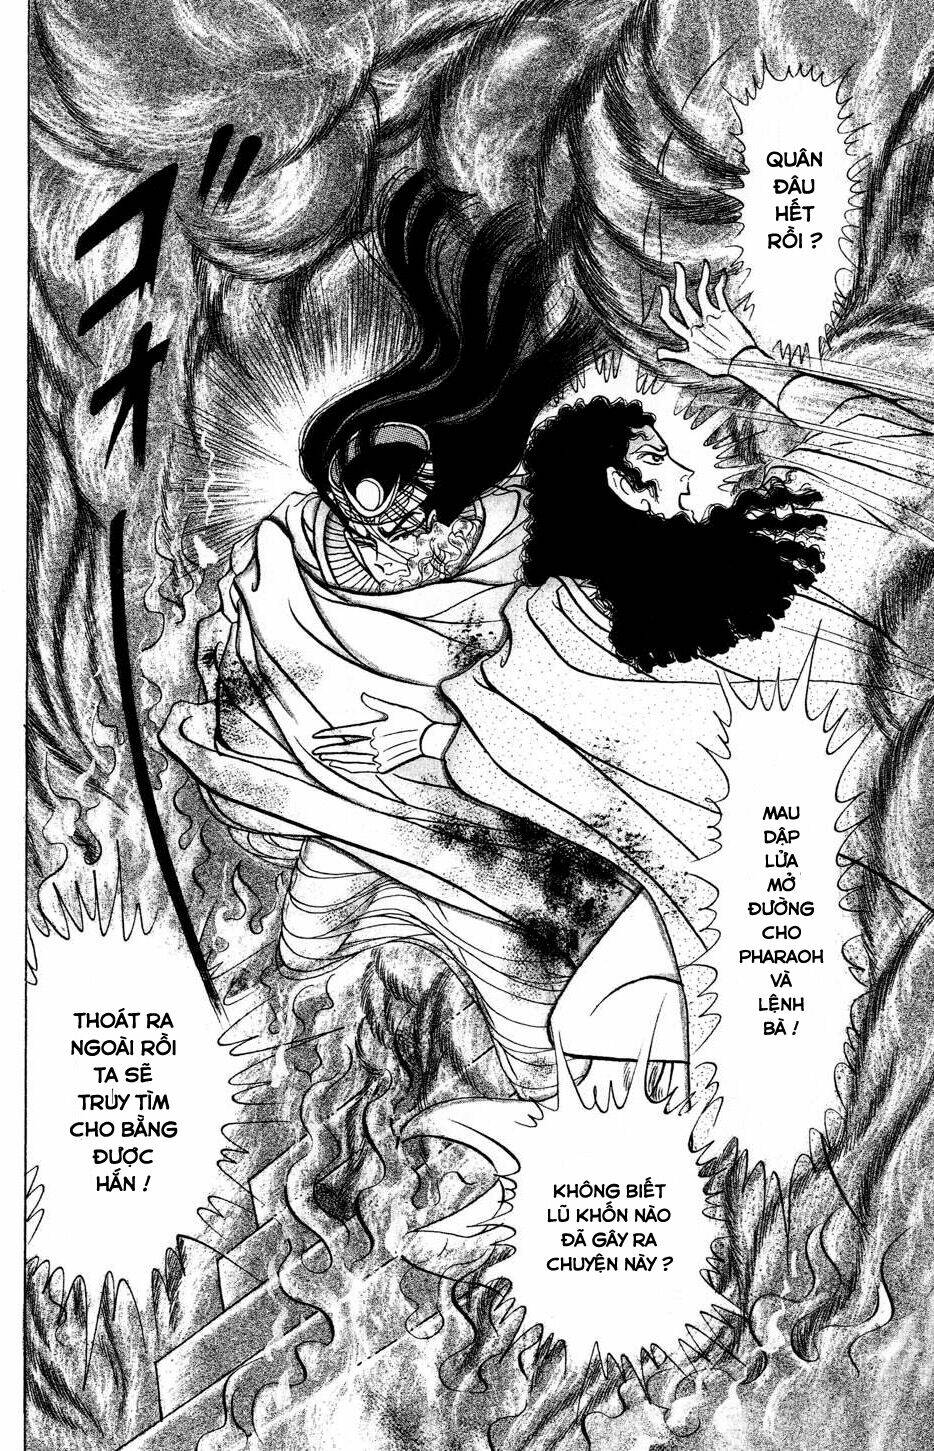 QUÂN
ĐÂU
HẾT
RỒI ?
MAU
DẬP
LỬA
MỞ
ĐƯỜNG
CHO
PHARAOH
VÀ
LỆNH
BÀ !
KHÔNG BIẾT
LŨ KHỐN NÀO
ĐÃ GÂY RA
CHUYỆN NÀY ?
THOÁT RA
NGOÀI RỒI
TA SẼ
TRUY TÌM
CHO BẰNG
ĐƯỢC
HẮN !
ゴオ